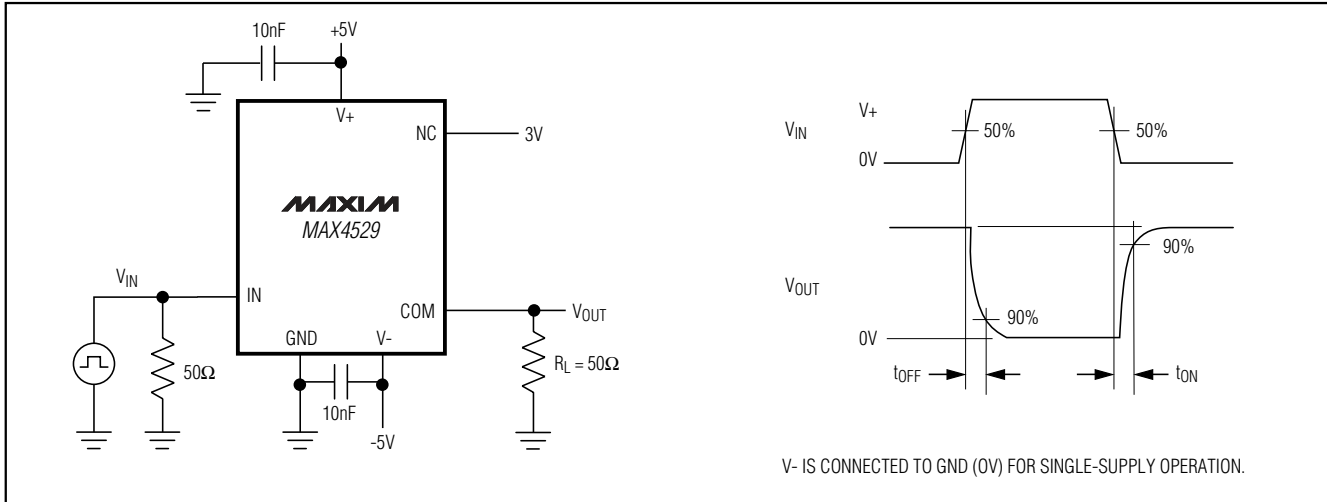 10nF
+5V
V+
NC
3V
MAXIM
MAX4529
VIN
IN
COM
VOUT
GND
V-
50Ω
RL = 50Ω
10nF
-5V
V+
VIN
50%
50%
0V
90%
VOUT
90%
0V
tOFF
tON
V- IS CONNECTED TO GND (0V) FOR SINGLE-SUPPLY OPERATION.